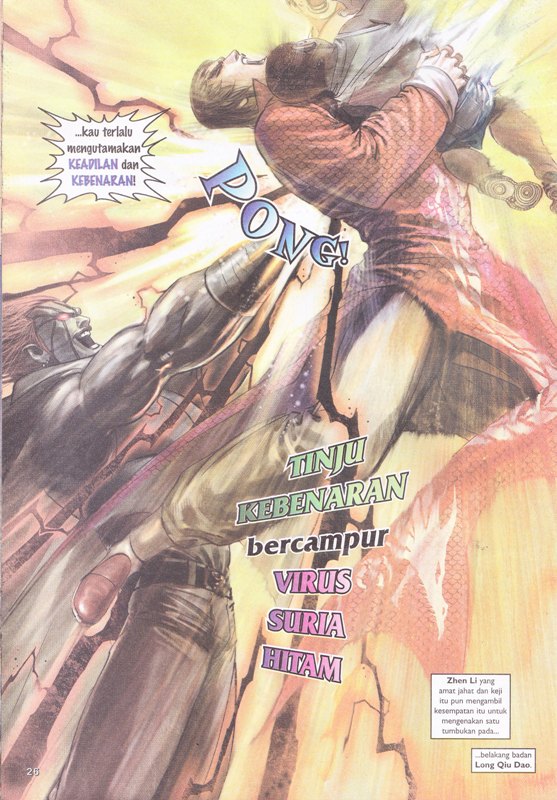 ...kau terlalu
mengutamakan
KEADILAN dan
KEBENARAN!
PONG!
TINJU
KEBENARAN
bercampur
VIRUS
SURIA
HITAM
Zhen Li yang
amat jahat dan keji
itu pun mengambil
kesempatan itu untuk
mengenakan satu
tumbukan pada...
...belakang badan
Long Qiu Dao.
26